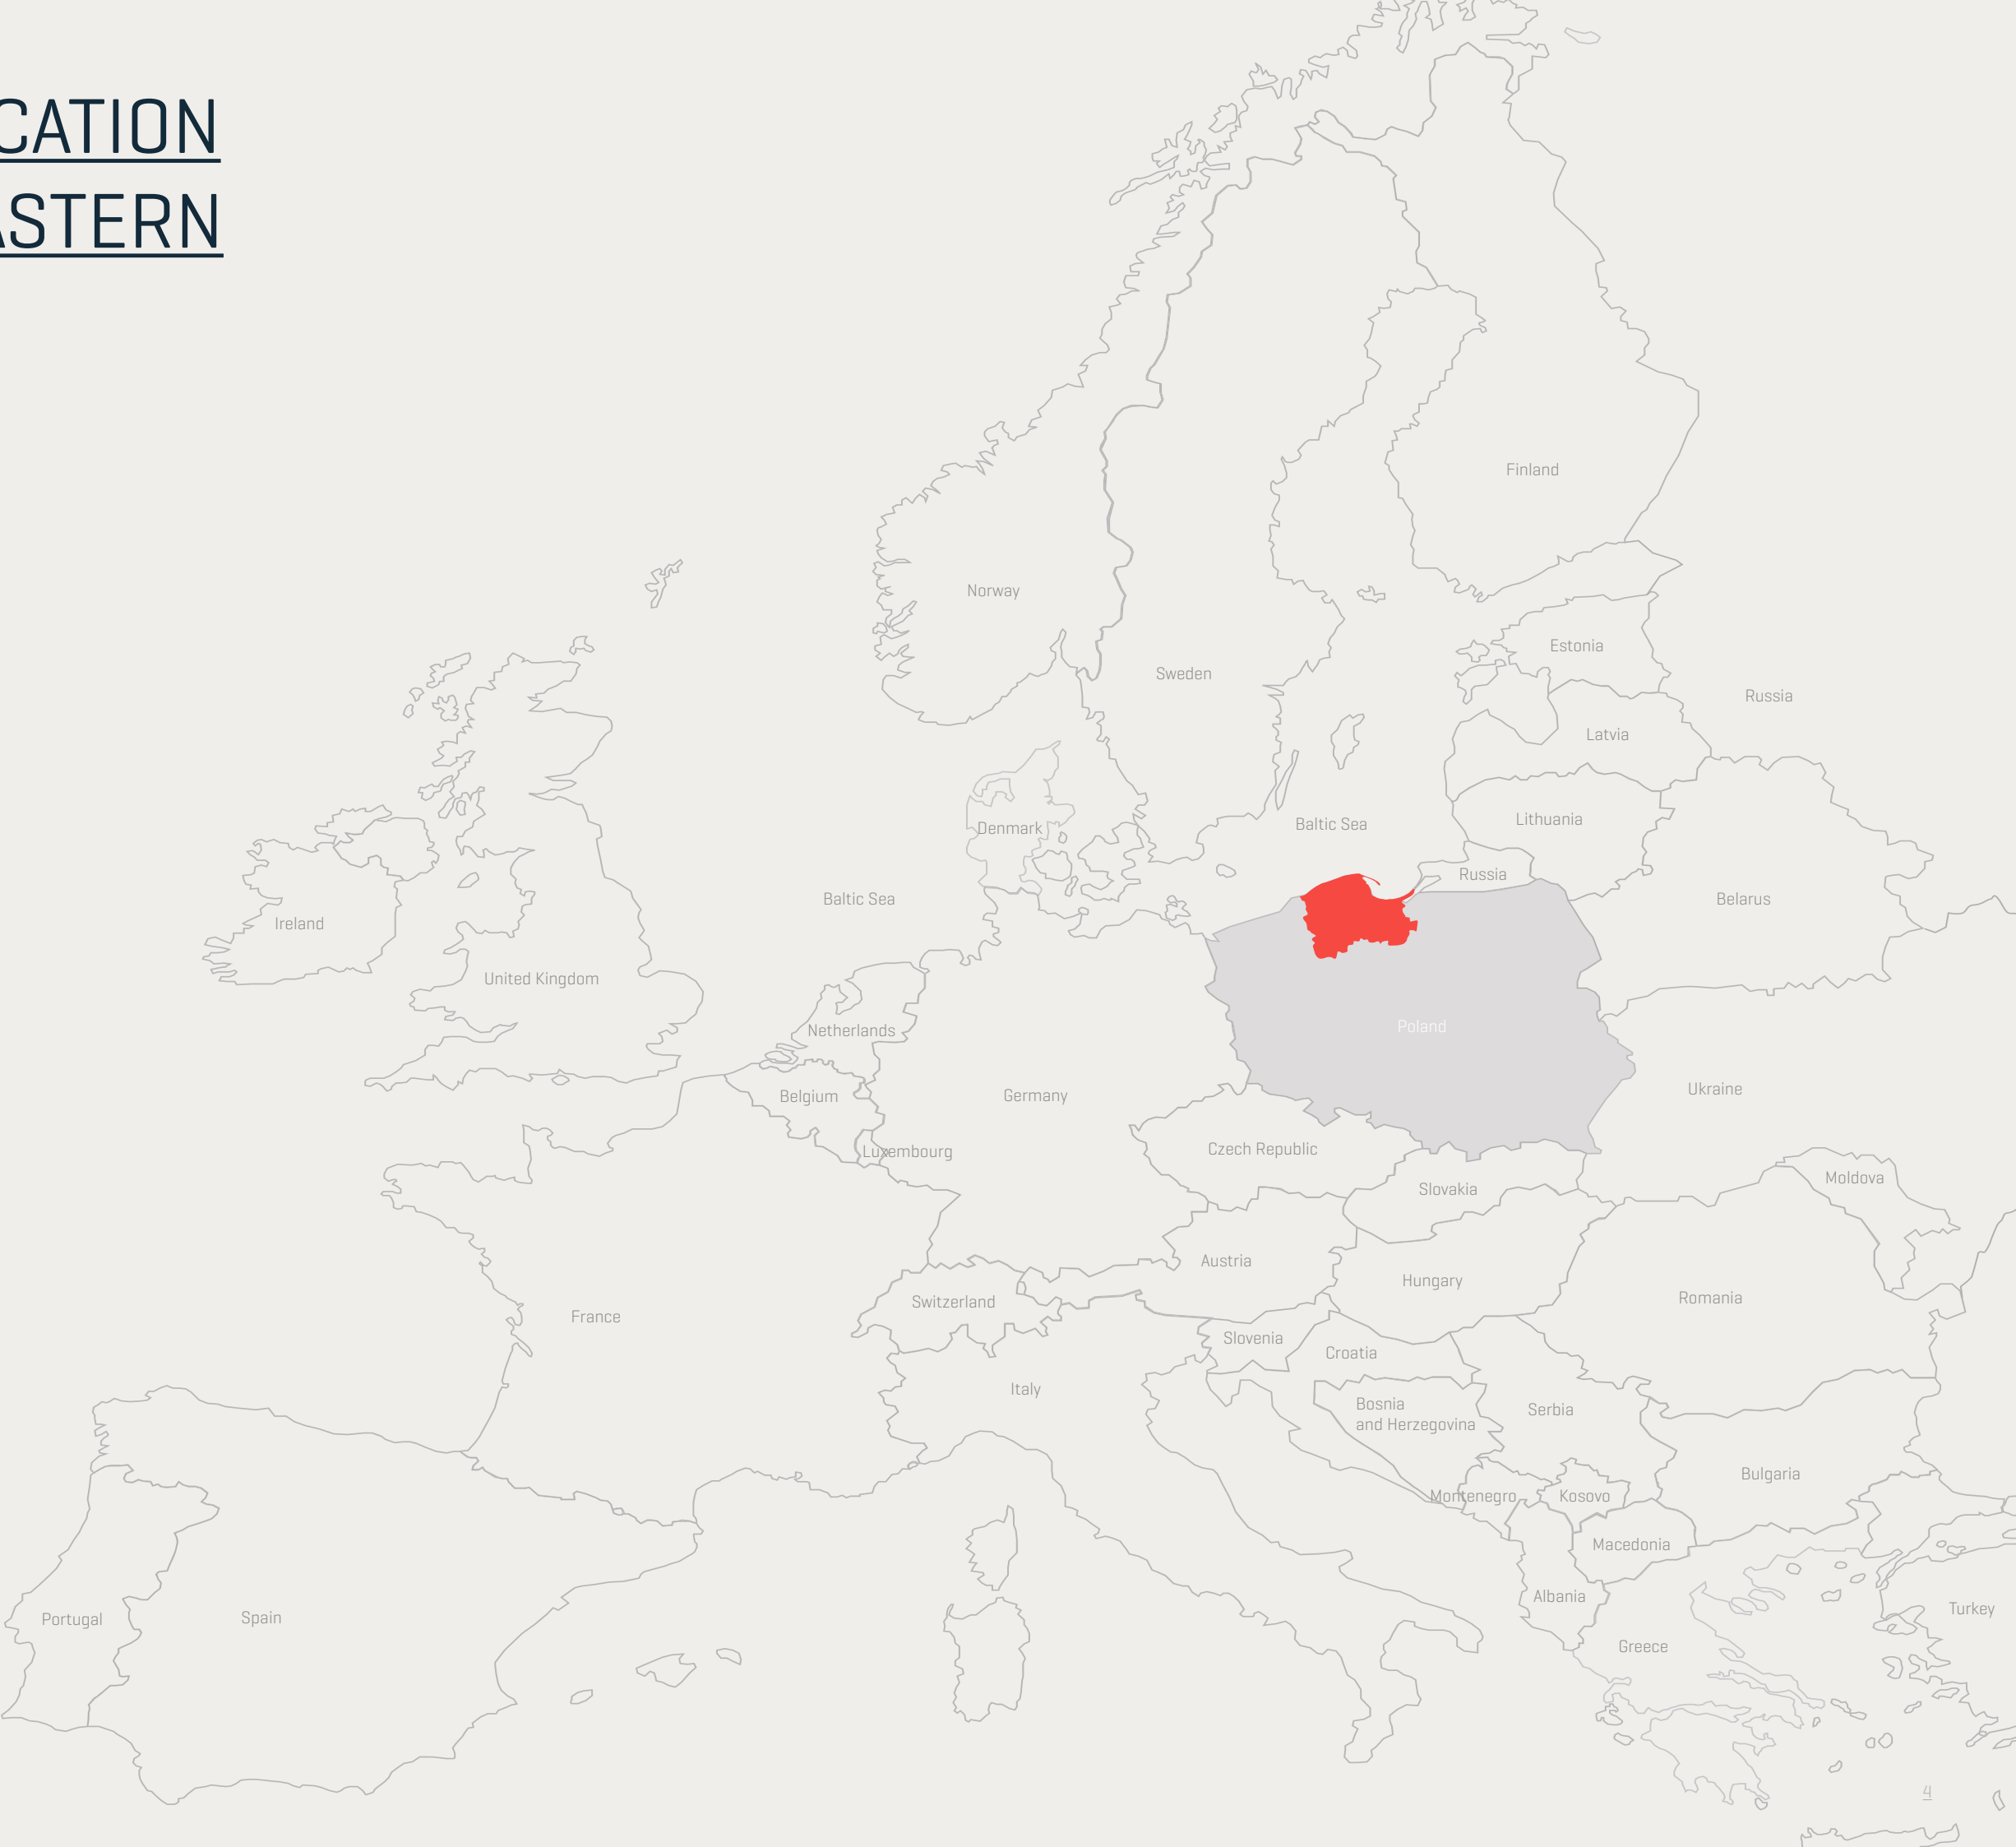 CATION
ASTERN
Finland
Norway
Estonia
Sweden
Russia
Latvia
Lithuania
Baltic Sea
Denmark
Russia
Baltic Sea
Belarus
Ireland
United Kingdom
Poland
Netherlands
Ukraine
Belgium
Germany
Czech Republic
Luxembourg
Moldova
Slovakia
Austria
Hungary
Romania
Switzerland
France
Slovenia
Croatia
Italy
Bosnia
and Herzegovina
Serbia
Bulgaria
Montenegro
Kosovo
Macedonia
Albania
Turkey
Portugal
Spain
Greece
4